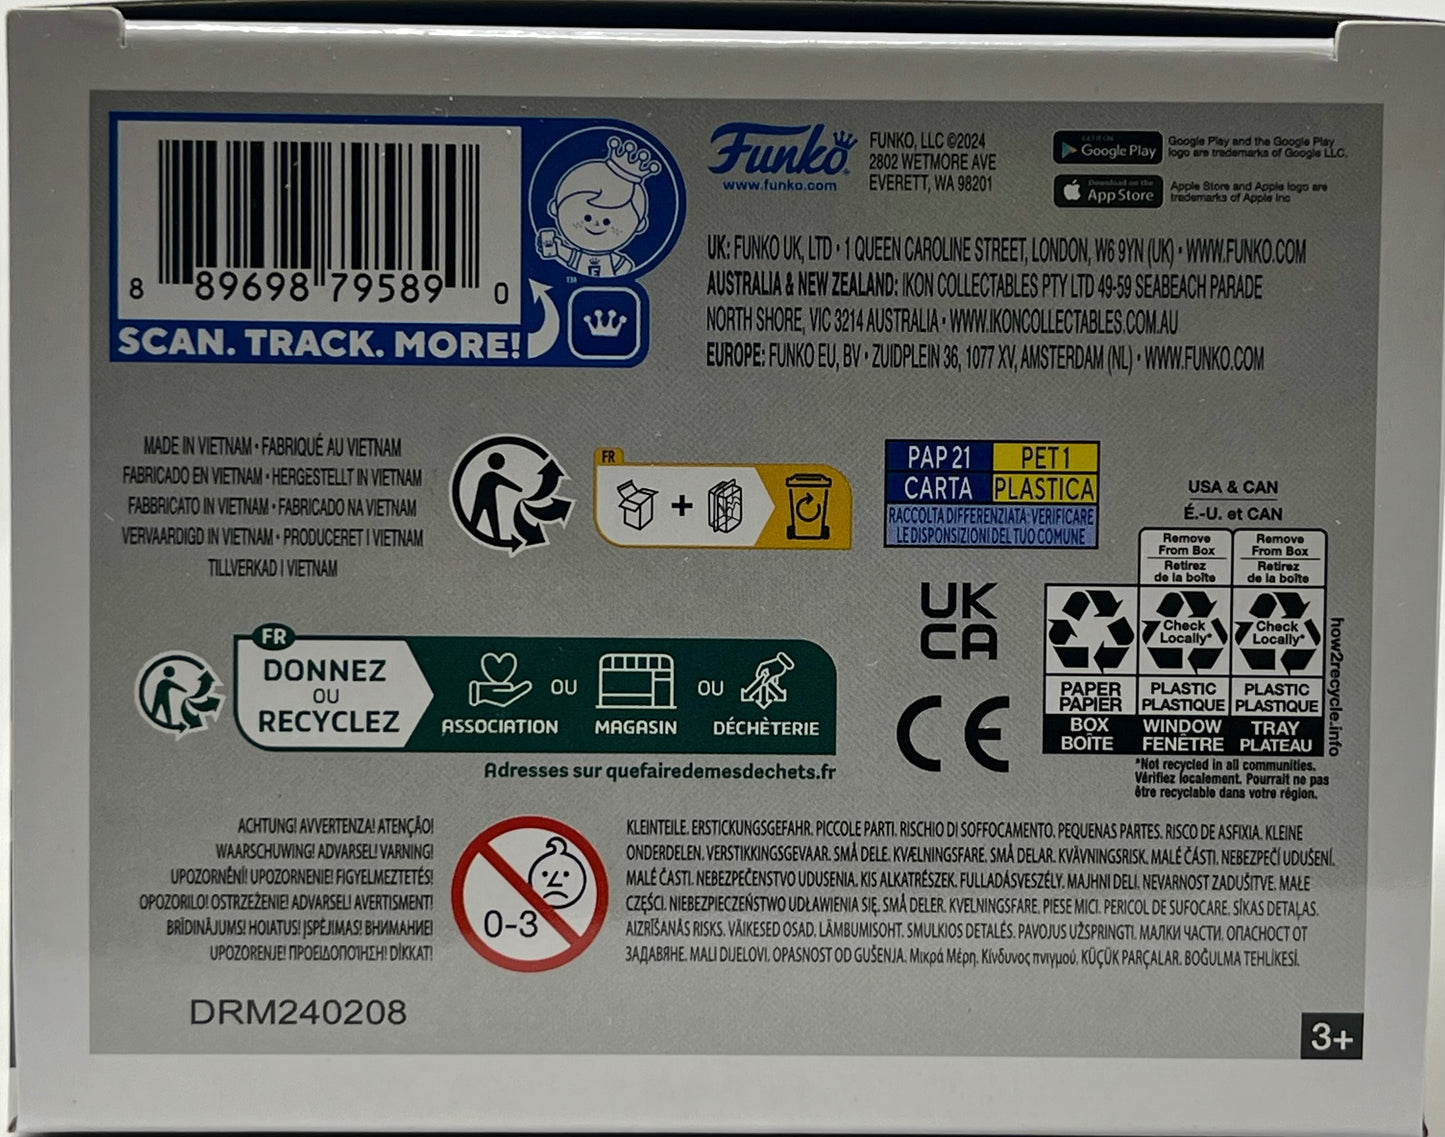 8 89698 79589 0
SCAN. TRACK. MORE!
TM
Funko
www.funko.com
FUNKO, LLC ©2024
2802 WETMORE AVE
EVERETT, WA 98201
GET IT ON
Google Play
Google Play and the Google Play
logo are trademarks of Google LLC.
Download on the
App Store
Apple Store and Apple logo are
trademarks of Apple Inc
UK: FUNKO UK, LTD • 1 QUEEN CAROLINE STREET, LONDON, W6 9YN (UK) • WWW.FUNKO.COM
AUSTRALIA & NEW ZEALAND: IKON COLLECTABLES PTY LTD 49-59 SEABEACH PARADE
NORTH SHORE, VIC 3214 AUSTRALIA • WWW.IKONCOLLECTABLES.COM.AU
EUROPE: FUNKO EU, BV • ZUIDPLEIN 36, 1077 XV, AMSTERDAM (NL) • WWW.FUNKO.COM
MADE IN VIETNAM • FABRIQUÉ AU VIETNAM
FABRICADO EN VIETNAM • HERGESTELLT IN VIETNAM
FABBRICATO IN VIETNAM • FABRICADO NA VIETNAM
VERVAARDIGD IN VIETNAM • PRODUCERET I VIETNAM
TILLVERKAD I VIETNAM
FR
+
PAP 21
PET 1
CARTA
PLASTICA
RACCOLTA DIFFERENZIATA: VERIFICARE
LE DISPONSIZIONI DEL TUO COMUNE
USA & CAN
É.-U. et CAN
Remove
From Box
Retirez
de la boîte
Remove
From Box
Retirez
de la boîte
Check
Locally*
Check
Locally*
PAPER
PAPIER
PLASTIC
PLASTIQUE
PLASTIC
PLASTIQUE
BOX
BOÎTE
WINDOW
FENÊTRE
TRAY
PLATEAU
how2recycle.info
*Not recycled in all communities.
Vérifiez localement. Pourrait ne pas
être recyclable dans votre région.
UK
CA
CE
FR
DONNEZ
OU
RECYCLEZ
ASSOCIATION
OU
MAGASIN
OU
DÉCHÈTERIE
Adresses sur quefairedemesdechets.fr
ACHTUNG! AVVERTENZA! ATENÇÃO!
WAARSCHUWING! ADVARSEL! VARNING!
UPOZORNĚNÍ! UPOZORNENIE! FIGYELMEZTETÉS!
OPOZORILO! OSTRZEŻENIE! ADVARSEL! AVERTISMENT!
BRĪDINĀJUMS! HOIATUS! ĮSPĖJIMAS! ВНИМАНИЕ!
UPOZORENJE! ΠΡΟΕΙΔΟΠΟΊΗΣΗ! DİKKAT!
0-3
KLEINTEILE. ERSTICKUNGSGEFAHR. PICCOLE PARTI. RISCHIO DI SOFFOCAMENTO. PEQUENAS PARTES. RISCO DE ASFIXIA. KLEINE
ONDERDELEN. VERSTIKKINGSGEVAAR. SMÅ DELE. KVÆLNINGSFARE. SMÅ DELAR. KVÄVNINGSRISK. MALÉ ČÁSTI. NEBEZPEČÍ UDUŠENÍ.
MALÉ ČASTI. NEBEZPEČENSTVO UDUSENIA. KIS ALKATRÉSZEK. FULLADÁSVESZÉLY. MAJHNI DELI. NEVARNOST ZADUŠITVE. MAŁE
CZĘŚCI. NIEBEZPIECZEŃSTWO UDŁAWIENIA SIĘ. SMÅ DELER. KVELNINGSFARE. PIESE MICI. PERICOL DE SUFOCARE. SĪKAS DETAĻAS.
AIZRĪŠANĀS RISKS. VÄIKESED OSAD. LÄMBUMISOHT. SMULKIOS DETALĖS. PAVOJUS UŽSPRINGTI. МАЛКИ ЧАСТИ. ОПАСНОСТ ОТ
ЗАДАВЯНЕ. MALI DIJELOVI. OPASNOST OD GUŠENJA. Μικρά Μέρη. Κίνδυνος πνιγμού. KÜÇÜK PARÇALAR. BOĞULMA TEHLİKESİ.
DRM240208
3+